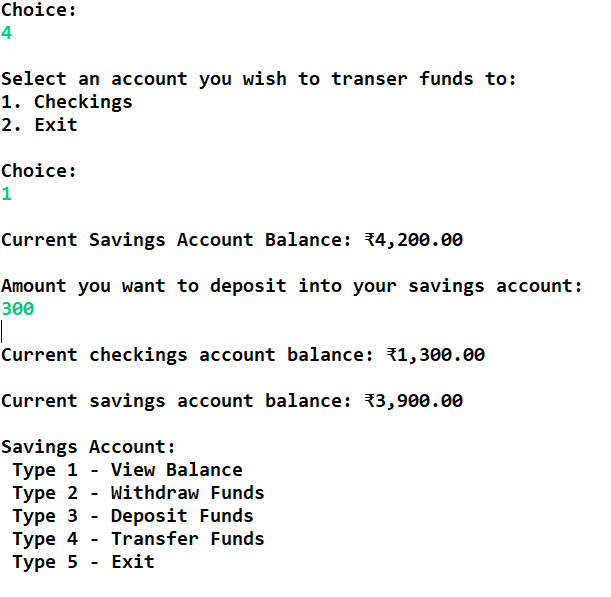 Choice:
4
Select an account you wish to transer funds to:
1. Checkings
2. Exit
Choice:
1
Current Savings Account Balance: ₹4,200.00
Amount you want to deposit into your savings account:
300
Current checkings account balance: ₹1,300.00
Current savings account balance: ₹3,900.00
Savings Account:
Type 1 - View Balance
Type 2 - Withdraw Funds
Type 3 - Deposit Funds
Type 4 - Transfer Funds
Type 5 - Exit